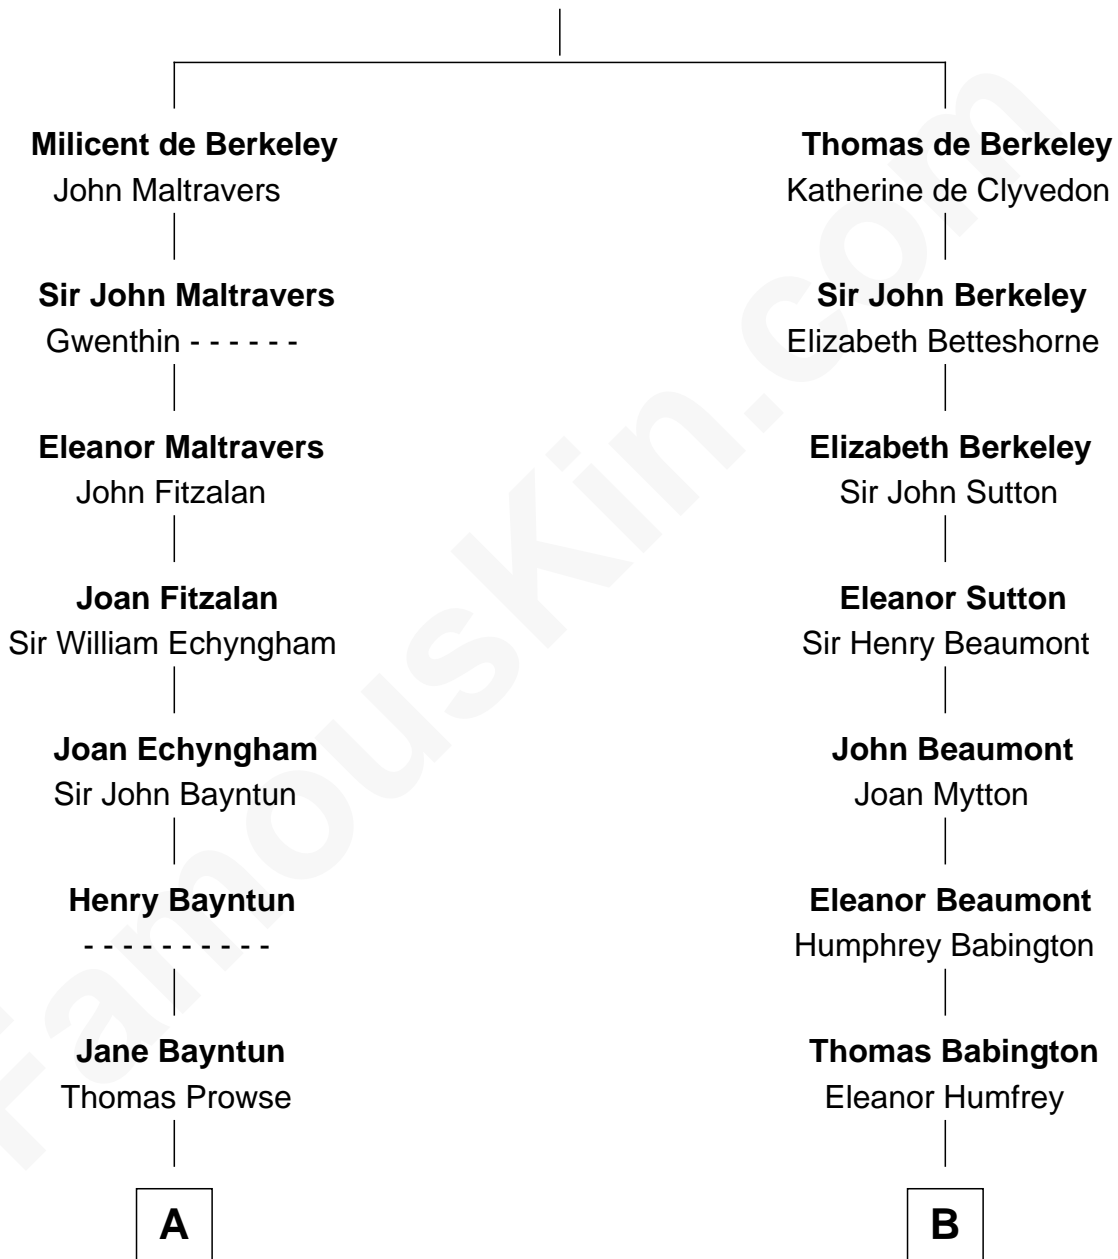 Milicent de Berkeley
John Maltravers
Sir John Maltravers
Gwenthin - - - - - -
Eleanor Maltravers
John Fitzalan
Joan Fitzalan
Sir William Echyngham
Joan Echyngham
Sir John Bayntun
Henry Bayntun
- - - - - - - - - -
Jane Bayntun
Thomas Prowse
A
Thomas de Berkeley
Katherine de Clyvedon
Sir John Berkeley
Elizabeth Betteshorne
Elizabeth Berkeley
Sir John Sutton
Eleanor Sutton
Sir Henry Beaumont
John Beaumont
Joan Mytton
Eleanor Beaumont
Humphrey Babington
Thomas Babington
Eleanor Humfrey
B
FamousKin.com